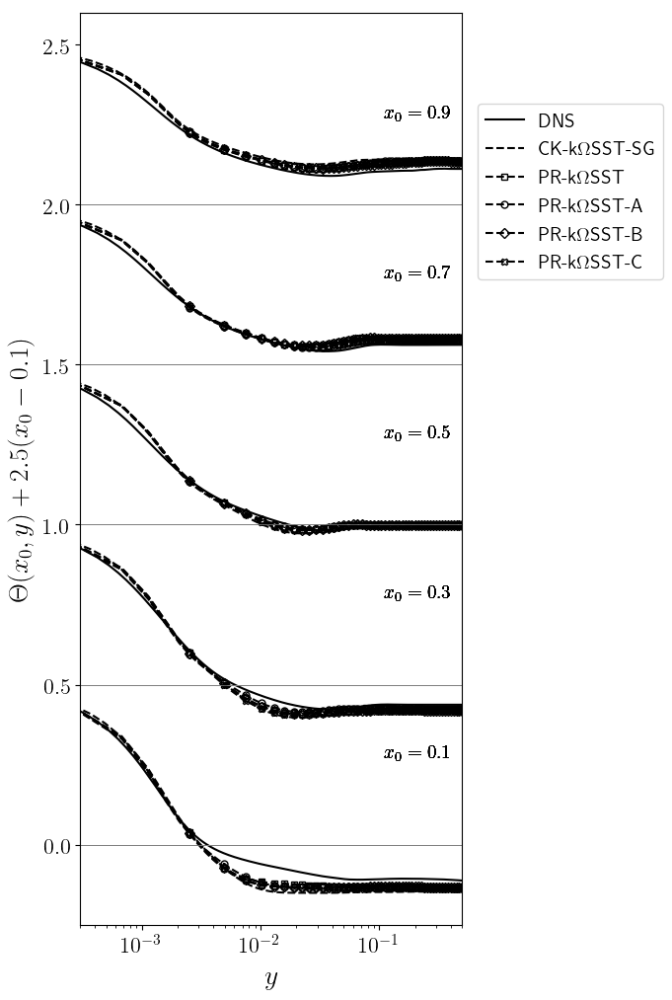 2.5
x₀ = 0.9
DNS
CK-kΩSST-SG
PR-kΩSST
PR-kΩSST-A
PR-kΩSST-B
PR-kΩSST-C
2.0
x₀ = 0.7
1.5
x₀ = 0.5
Θ(x₀, y) + 2.5(x₀ − 0.1)
1.0
x₀ = 0.3
0.5
x₀ = 0.1
0.0
10⁻³ 10⁻² 10⁻¹
y